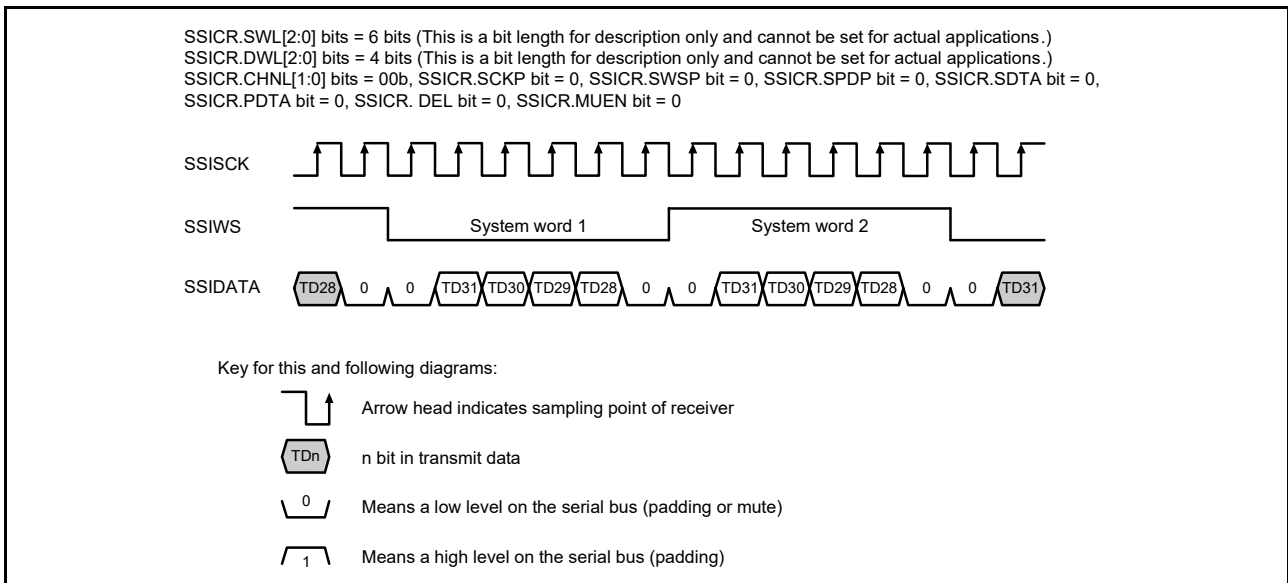 SSICR.SWL[2:0] bits = 6 bits (This is a bit length for description only and cannot be set for actual applications.)
SSICR.DWL[2:0] bits = 4 bits (This is a bit length for description only and cannot be set for actual applications.)
SSICR.CHNL[1:0] bits = 00b, SSICR.SCKP bit = 0, SSICR.SWSP bit = 0, SSICR.SPDP bit = 0, SSICR.SDTA bit = 0,
SSICR.PDTA bit = 0, SSICR. DEL bit = 0, SSICR.MUEN bit = 0
SSISCK
SSIWS System word 1 System word 2
SSIDATA TD28 0 0 TD31 TD30 TD29 TD28 0 0 TD31 TD30 TD29 TD28 0 0 TD31
Key for this and following diagrams:
Arrow head indicates sampling point of receiver
TDn n bit in transmit data
0 Means a low level on the serial bus (padding or mute)
1 Means a high level on the serial bus (padding)